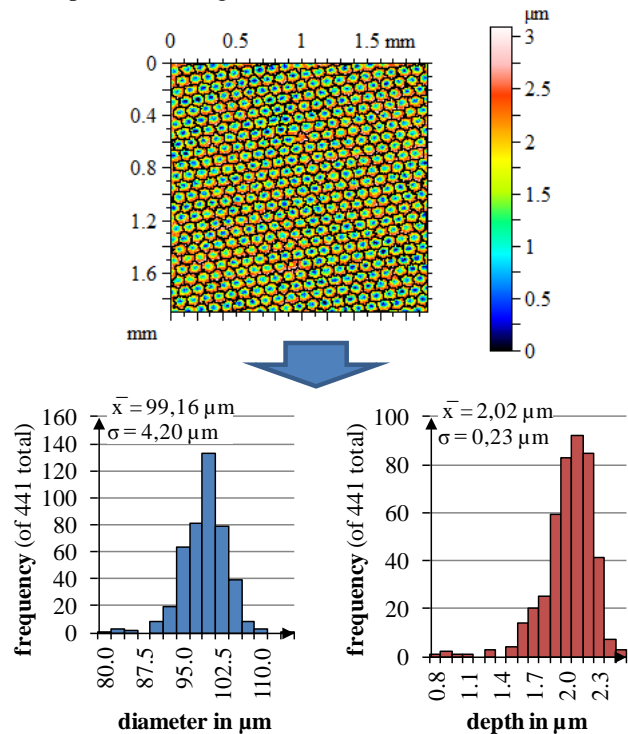 µm
0 0.5 1 1.5 mm
0
0.4
0.8
1.2
1.6
mm
3
2.5
2
1.5
1
0.5
0
x̄ = 99,16 µm
σ = 4,20 µm
frequency (of 441 total)
160
140
120
100
80
60
40
20
0
80.0 87.5 95.0 102.5 110.0
diameter in µm
x̄ = 2,02 µm
σ = 0,23 µm
frequency (of 441 total)
100
80
60
40
20
0
0.8 1.1 1.4 1.7 2.0 2.3
depth in µm